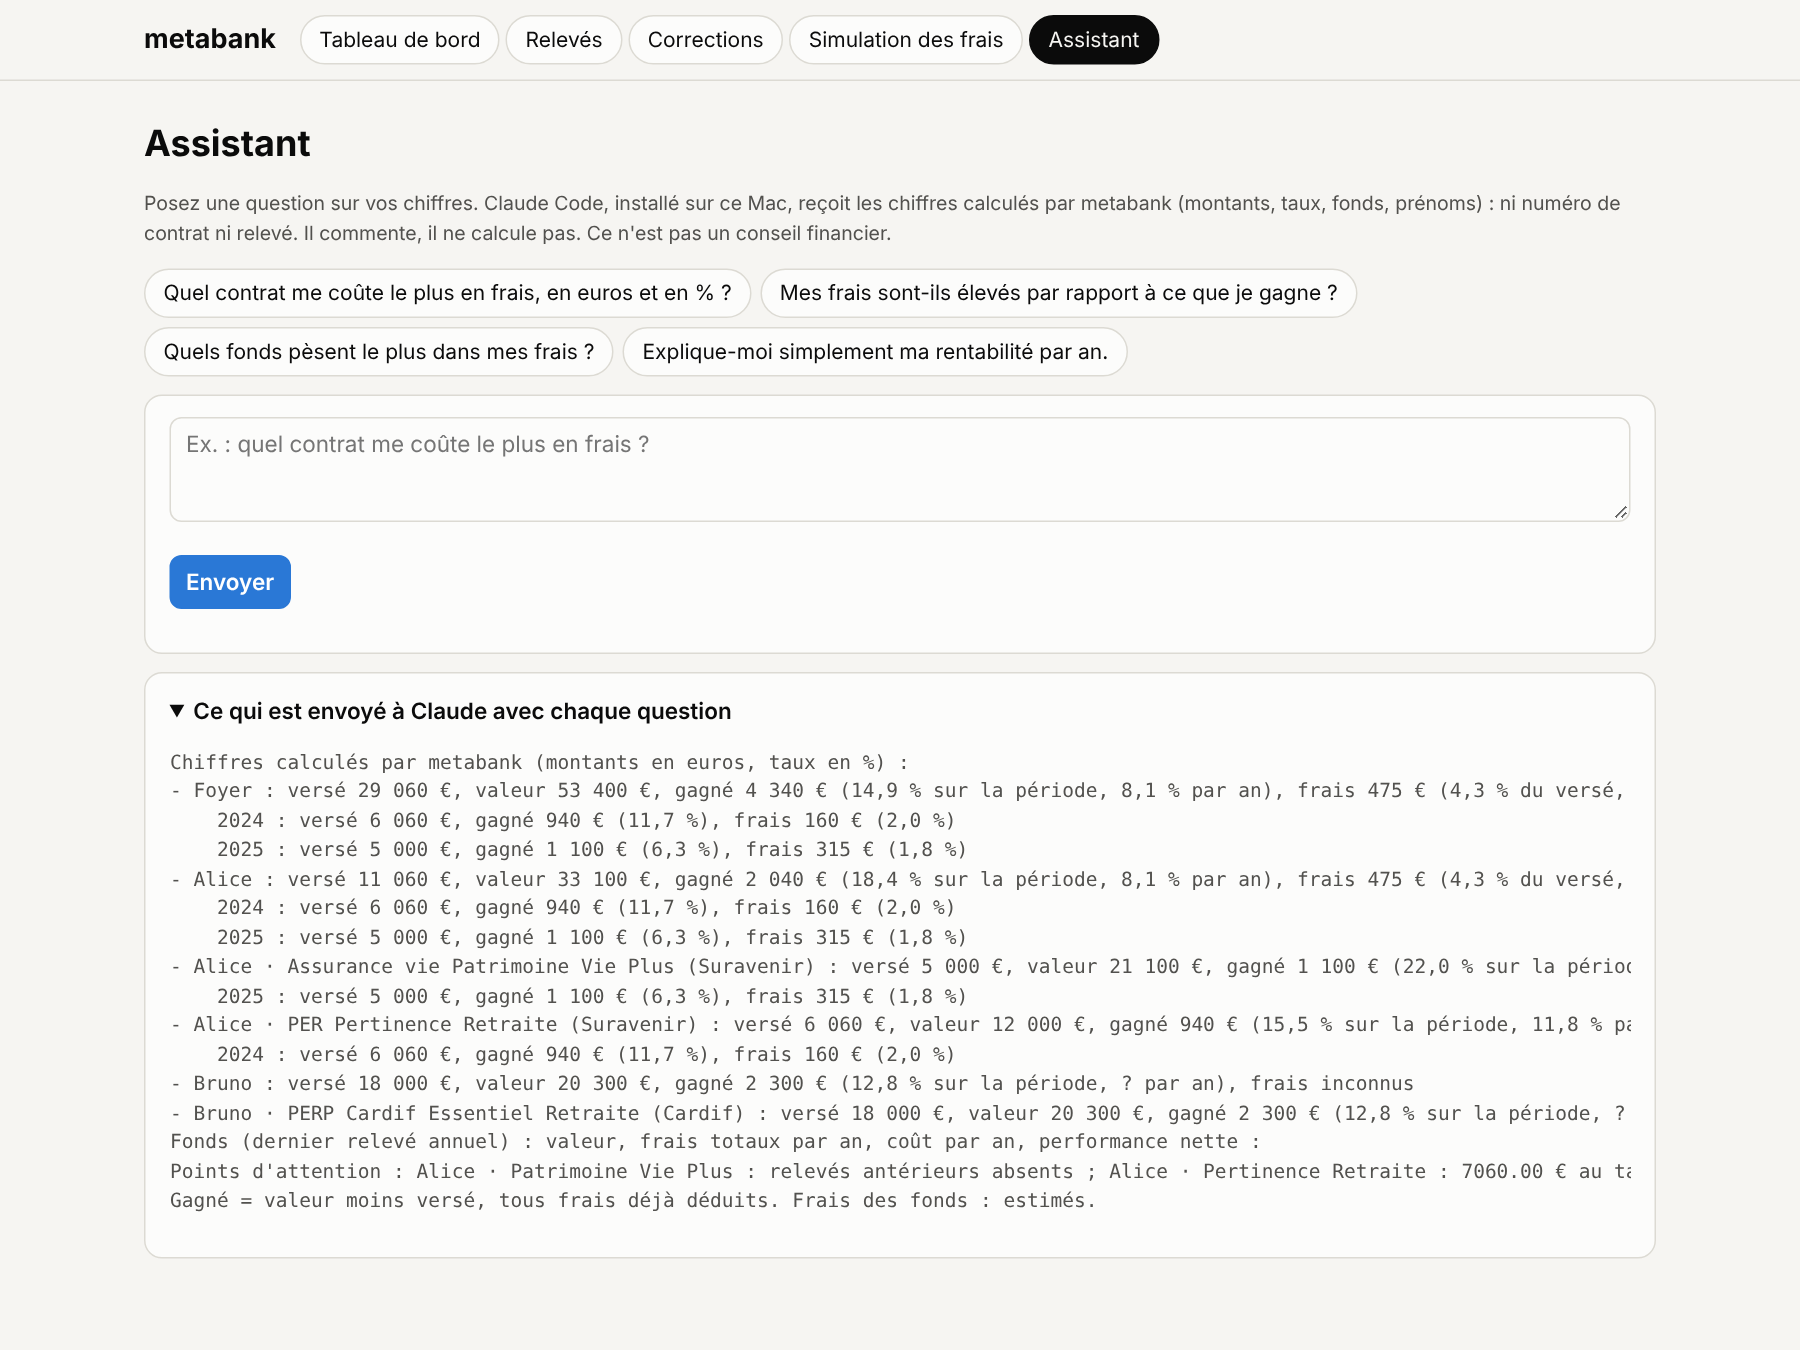 metabank Tableau de bord Relevés Corrections Simulation des frais Assistant
Assistant
Posez une question sur vos chiffres. Claude Code, installé sur ce Mac, reçoit les chiffres calculés par metabank (montants, taux, fonds, prénoms) : ni numéro de
contrat ni relevé. Il commente, il ne calcule pas. Ce n'est pas un conseil financier.
Quel contrat me coûte le plus en frais, en euros et en % ? Mes frais sont-ils élevés par rapport à ce que je gagne ?
Quels fonds pèsent le plus dans mes frais ? Explique-moi simplement ma rentabilité par an.
Ex. : quel contrat me coûte le plus en frais ?
Envoyer
▼ Ce qui est envoyé à Claude avec chaque question
Chiffres calculés par metabank (montants en euros, taux en %) :
- Foyer : versé 29 060 €, valeur 53 400 €, gagné 4 340 € (14,9 % sur la période, 8,1 % par an), frais 475 € (4,3 % du versé,
2024 : versé 6 060 €, gagné 940 € (11,7 %), frais 160 € (2,0 %)
2025 : versé 5 000 €, gagné 1 100 € (6,3 %), frais 315 € (1,8 %)
- Alice : versé 11 060 €, valeur 33 100 €, gagné 2 040 € (18,4 % sur la période, 8,1 % par an), frais 475 € (4,3 % du versé,
2024 : versé 6 060 €, gagné 940 € (11,7 %), frais 160 € (2,0 %)
2025 : versé 5 000 €, gagné 1 100 € (6,3 %), frais 315 € (1,8 %)
- Alice · Assurance vie Patrimoine Vie Plus (Suravenir) : versé 5 000 €, valeur 21 100 €, gagné 1 100 € (22,0 % sur la périod
2025 : versé 5 000 €, gagné 1 100 € (6,3 %), frais 315 € (1,8 %)
- Alice · PER Pertinence Retraite (Suravenir) : versé 6 060 €, valeur 12 000 €, gagné 940 € (15,5 % sur la période, 11,8 % pa
2024 : versé 6 060 €, gagné 940 € (11,7 %), frais 160 € (2,0 %)
- Bruno : versé 18 000 €, valeur 20 300 €, gagné 2 300 € (12,8 % sur la période, ? par an), frais inconnus
- Bruno · PERP Cardif Essentiel Retraite (Cardif) : versé 18 000 €, valeur 20 300 €, gagné 2 300 € (12,8 % sur la période, ?
Fonds (dernier relevé annuel) : valeur, frais totaux par an, coût par an, performance nette :
Points d'attention : Alice · Patrimoine Vie Plus : relevés antérieurs absents ; Alice · Pertinence Retraite : 7060.00 € au ta
Gagné = valeur moins versé, tous frais déjà déduits. Frais des fonds : estimés.